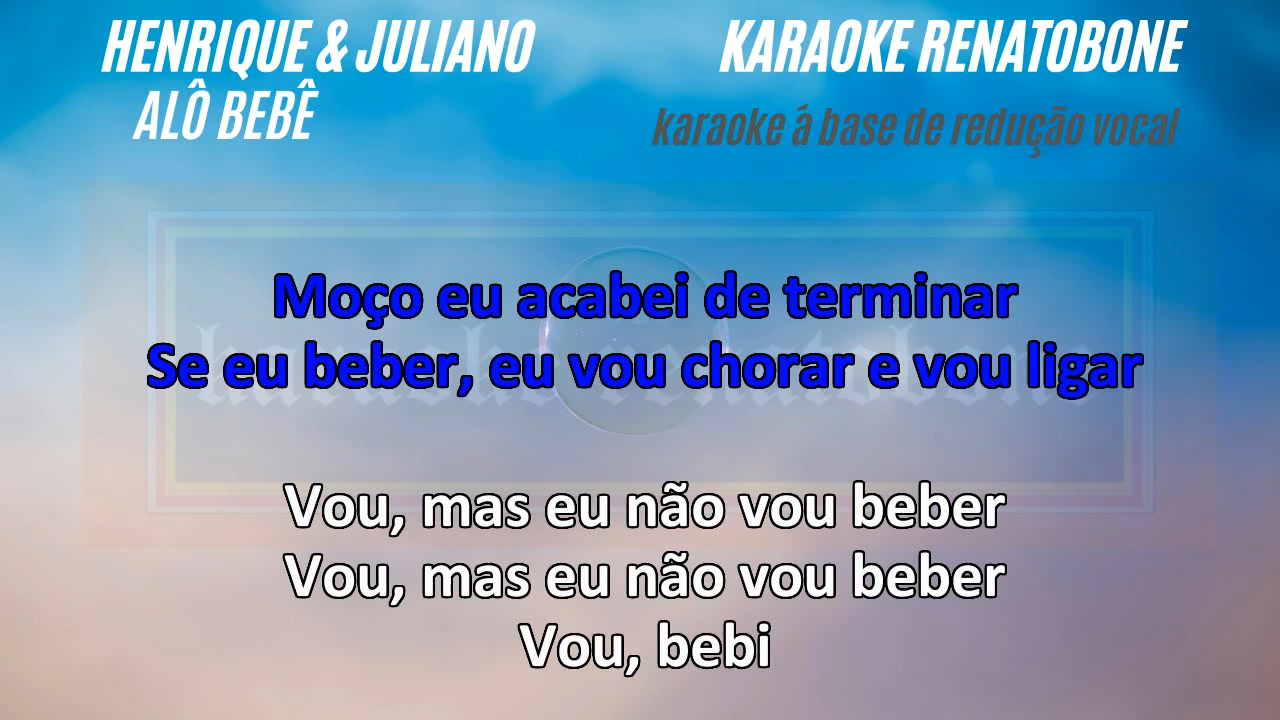 HENRIQUE & JULIANO
ALÔ BEBÊ
KARAOKE RENATOBONE
karaoke á base de redução vocal
karaoke renatobone
Moço eu acabei de terminar
Se eu beber, eu vou chorar e vou ligar
Vou, mas eu não vou beber
Vou, mas eu não vou beber
Vou, bebi